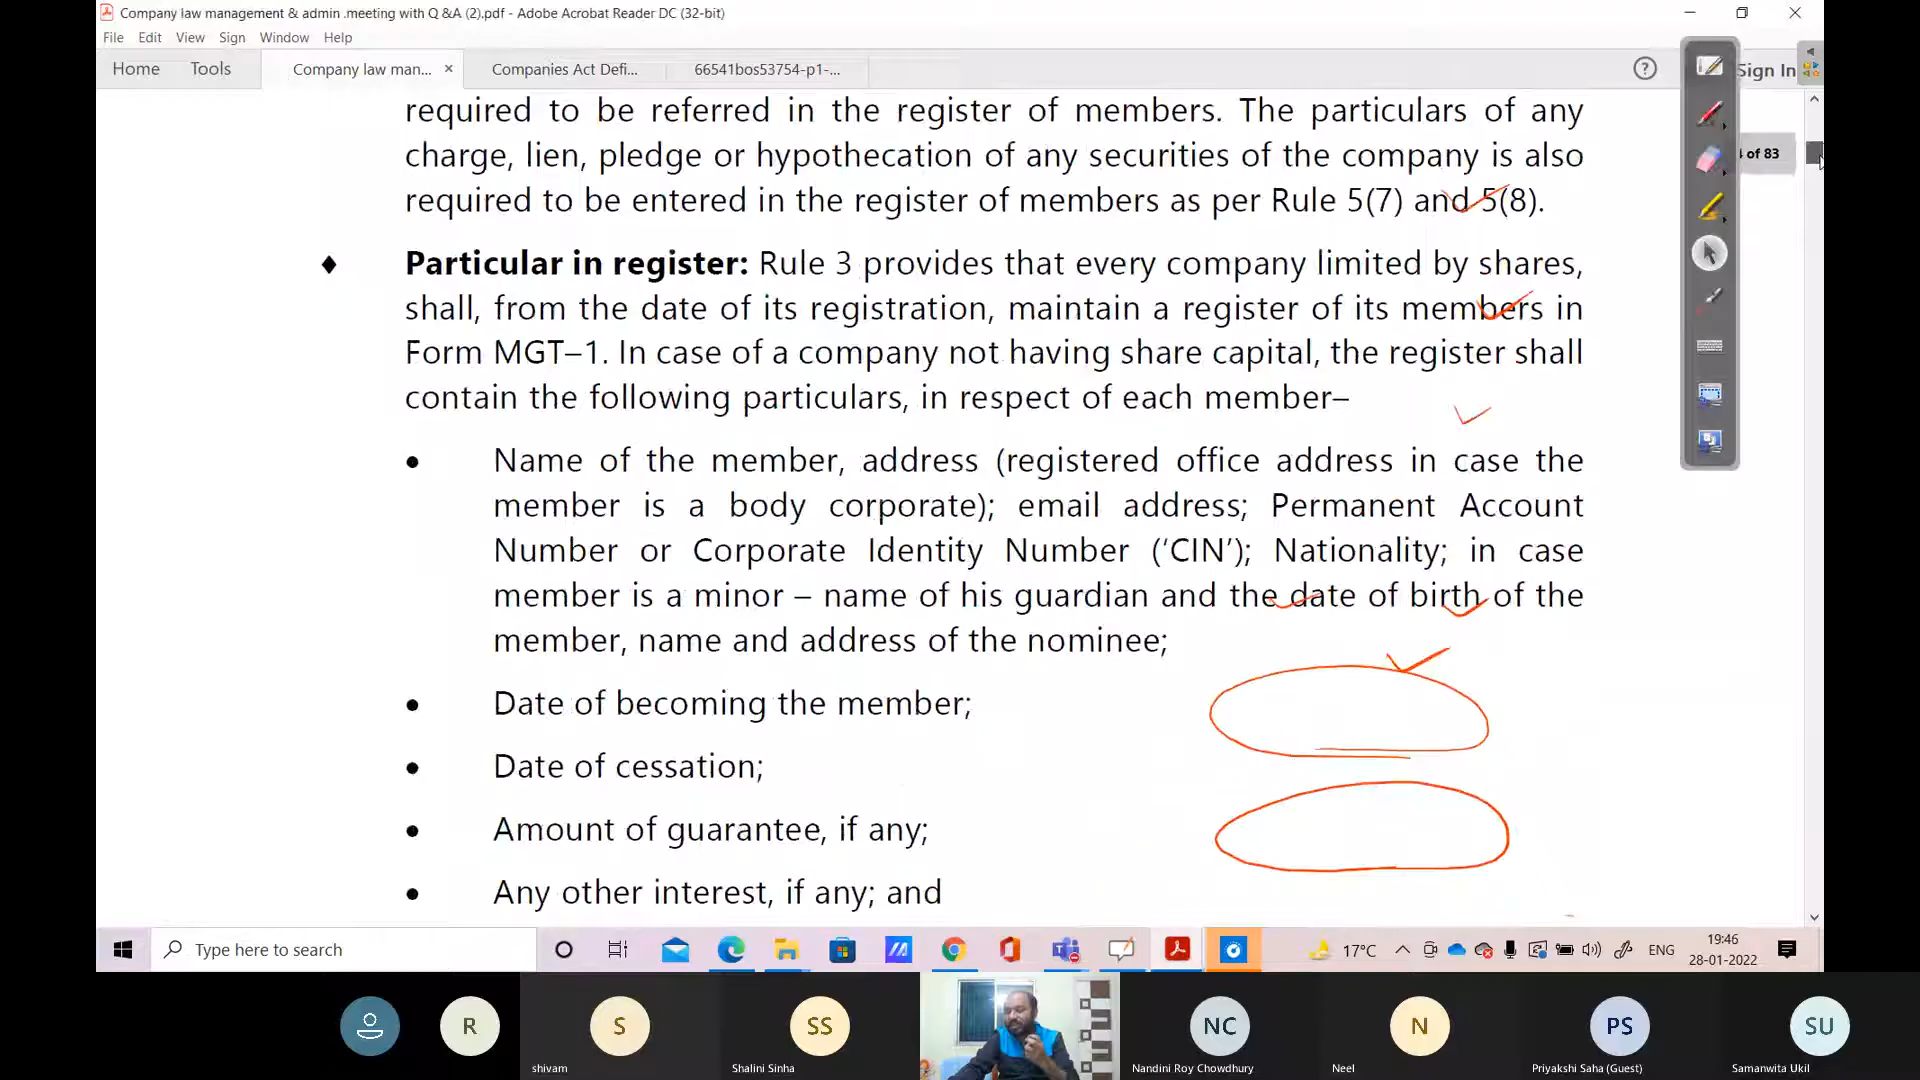 Company law management & admin .meeting with Q &A (2).pdf - Adobe Acrobat Reader DC (32-bit)
File Edit View Sign Window Help
Home Tools Company law man... × Companies Act Defi... 66541bos53754-p1-... Sign In
required to be referred in the register of members. The particulars of any
charge, lien, pledge or hypothecation of any securities of the company is also
required to be entered in the register of members as per Rule 5(7) and 5(8).
of 83
♦ Particular in register: Rule 3 provides that every company limited by shares,
shall, from the date of its registration, maintain a register of its members in
Form MGT–1. In case of a company not having share capital, the register shall
contain the following particulars, in respect of each member–
• Name of the member, address (registered office address in case the
member is a body corporate); email address; Permanent Account
Number or Corporate Identity Number (‘CIN’); Nationality; in case
member is a minor – name of his guardian and the date of birth of the
member, name and address of the nominee;
• Date of becoming the member;
• Date of cessation;
• Amount of guarantee, if any;
• Any other interest, if any; and
Type here to search
17°C
ENG
19:46
28-01-2022
R
S
SS
NC
N
PS
SU
shivam
Shalini Sinha
Nandini Roy Chowdhury
Neel
Priyakshi Saha (Guest)
Samanwita Ukil